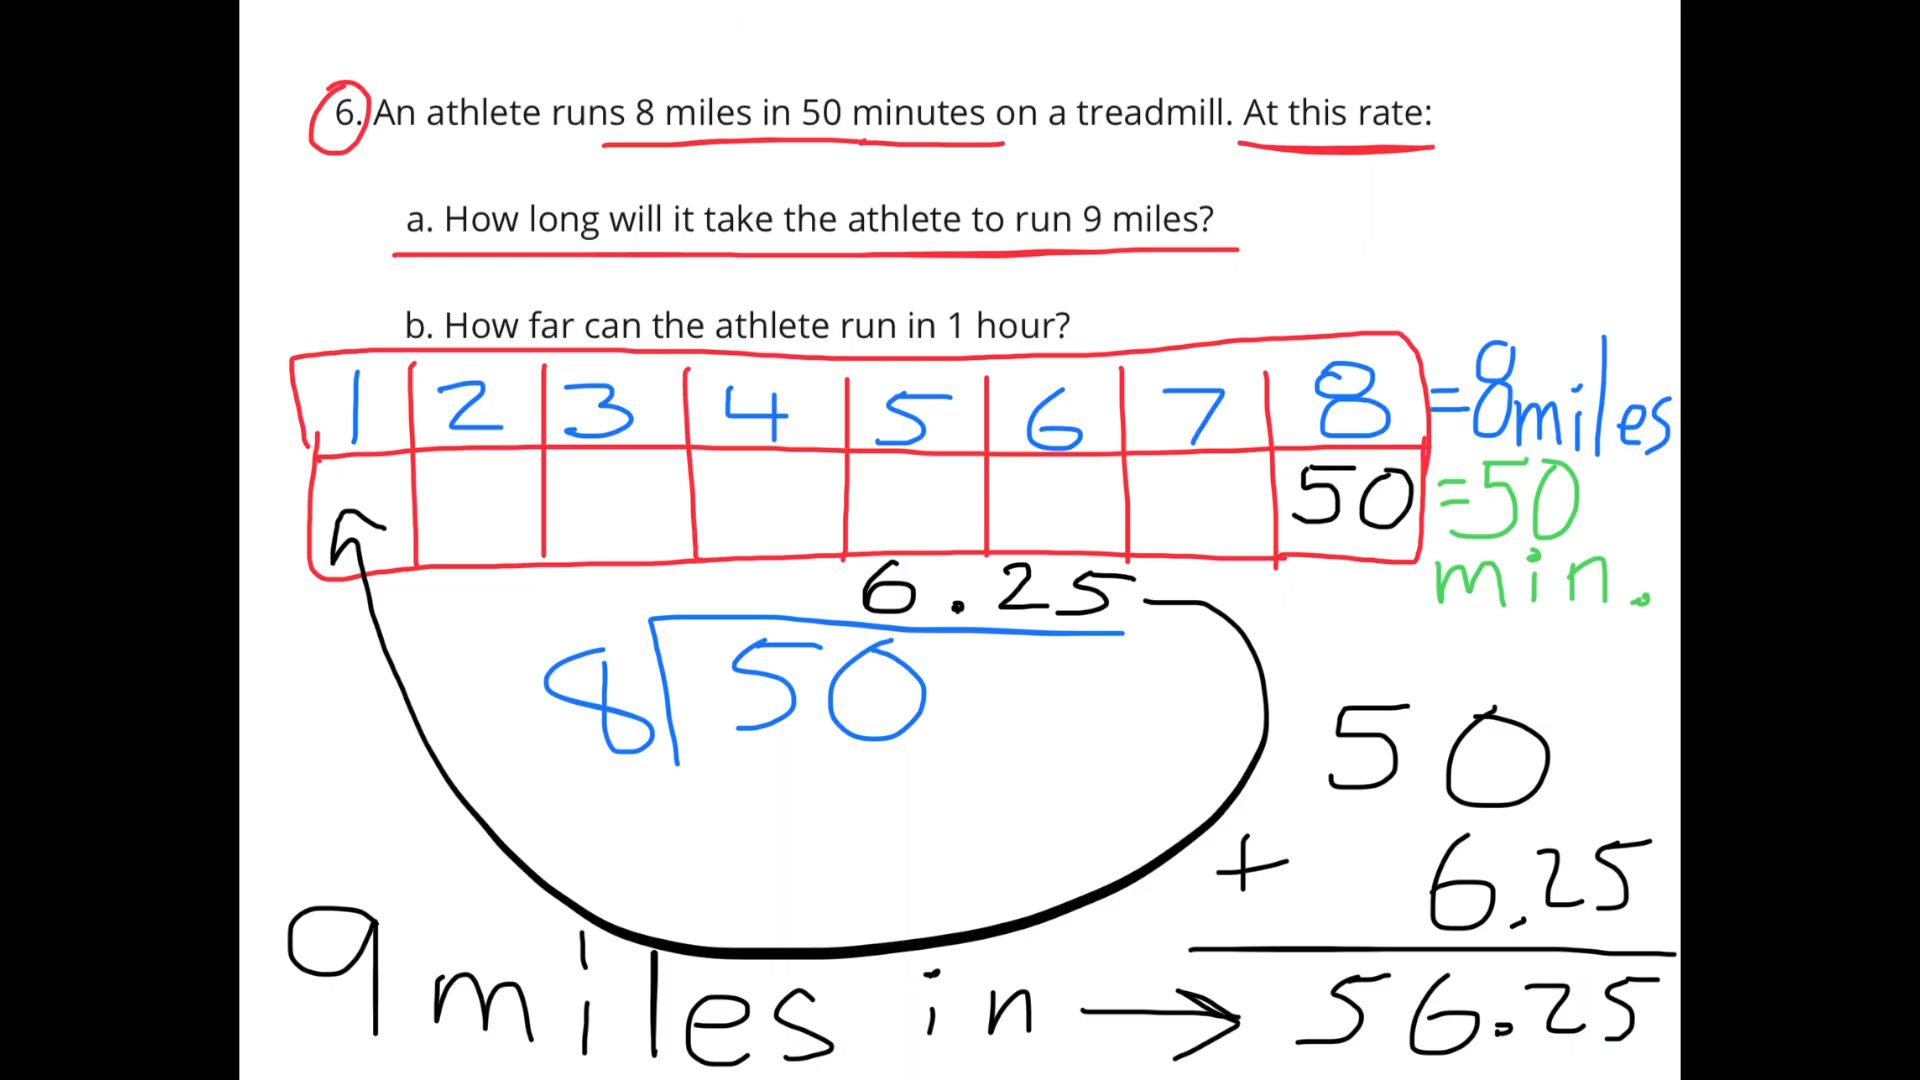 6. An athlete runs 8 miles in 50 minutes on a treadmill. At this rate:
a. How long will it take the athlete to run 9 miles?
b. How far can the athlete run in 1 hour?
1 2 3 4 5 6 7 8 =8miles
50 =50
min.
6.25
8 50
50
+ 6.25
9 miles in → 56.25